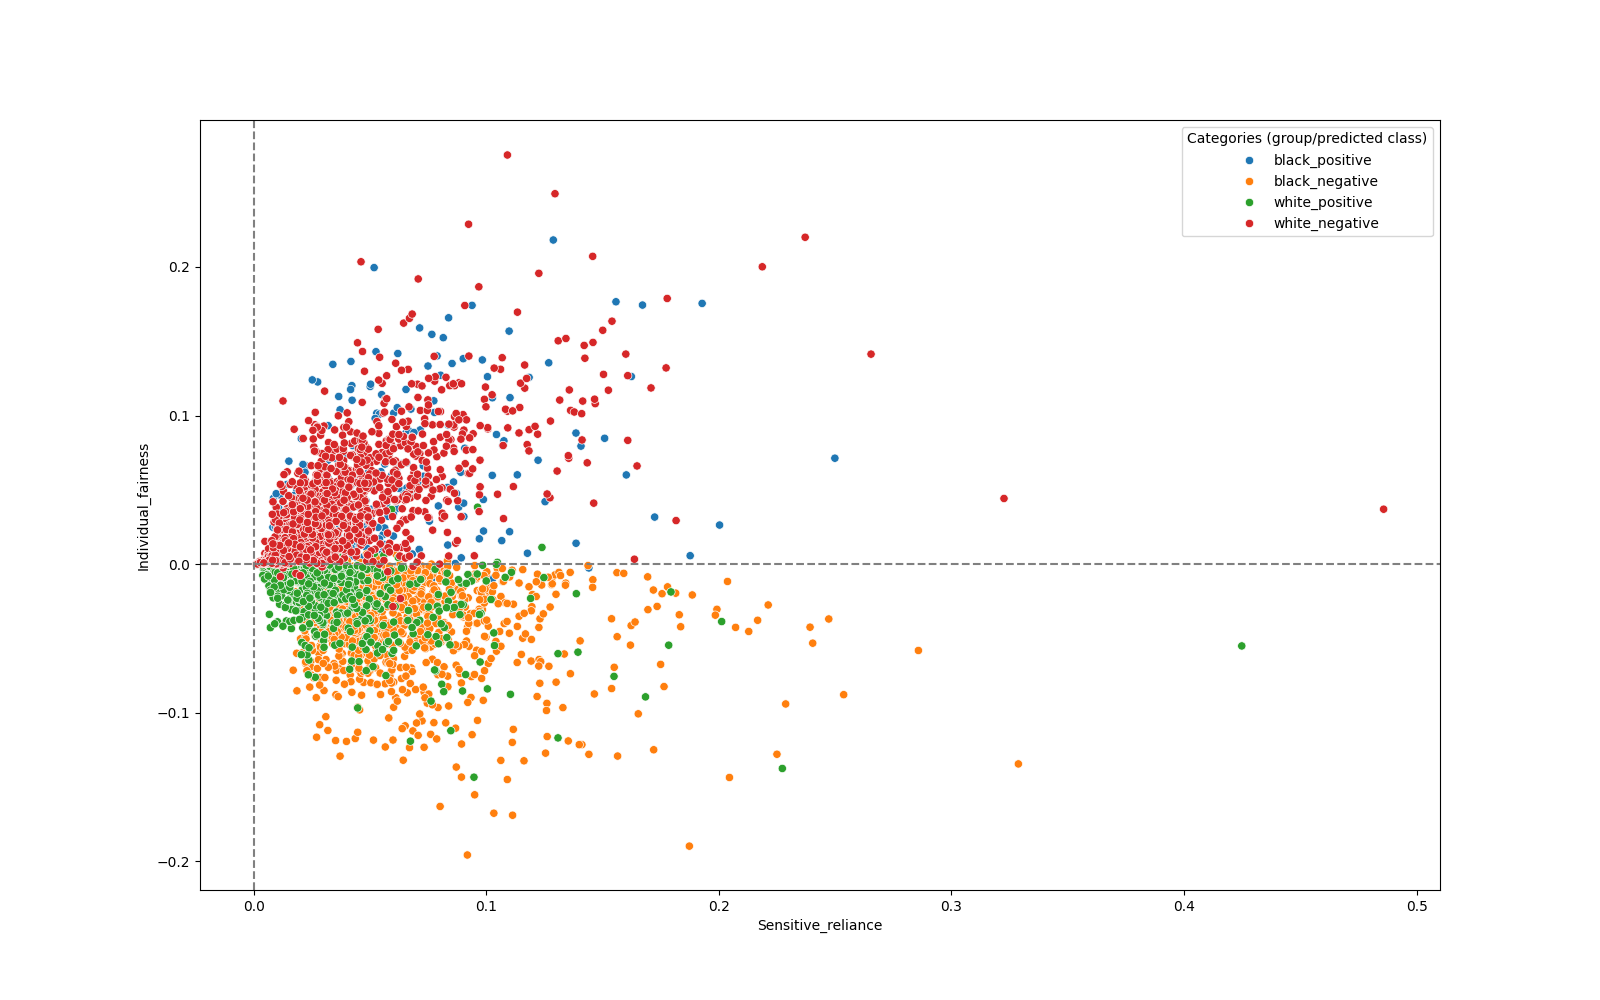 Categories (group/predicted class)
black_positive
black_negative
white_positive
white_negative
0.2
0.1
0.0
−0.1
−0.2
Individual_fairness
0.0 0.1 0.2 0.3 0.4 0.5
Sensitive_reliance